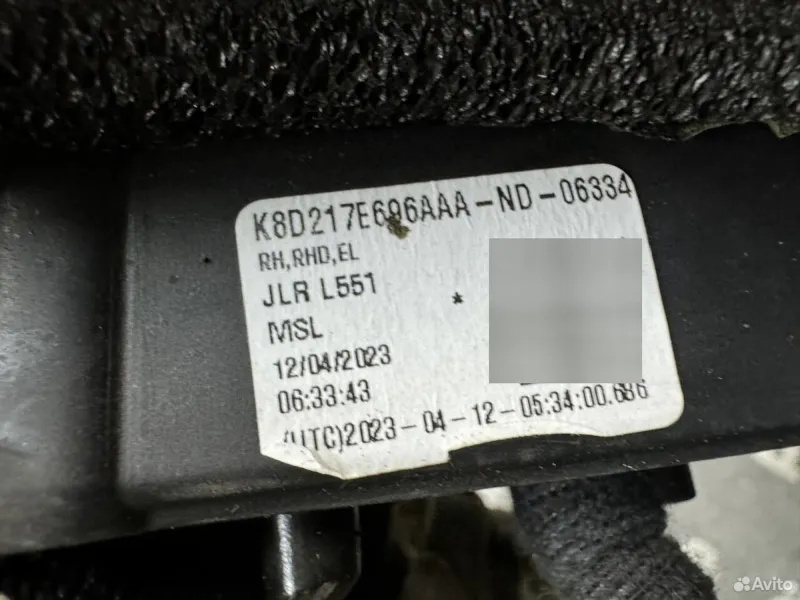 K8D217E696AAA-ND-06334
RH,RHD,EL
JLR L551
*
MSL
12/04/2023
06:33:43
(UTC)2023-04-12-05:34:00.686
Avito